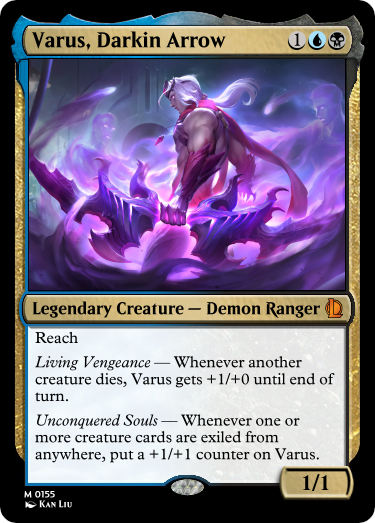 Varus, Darkin Arrow 1
Legendary Creature — Demon Ranger
Reach
Living Vengeance — Whenever another
creature dies, Varus gets +1/+0 until end of
turn.
Unconquered Souls — Whenever one or
more creature cards are exiled from
anywhere, put a +1/+1 counter on Varus.
1/1
M 0155
Kan Liu